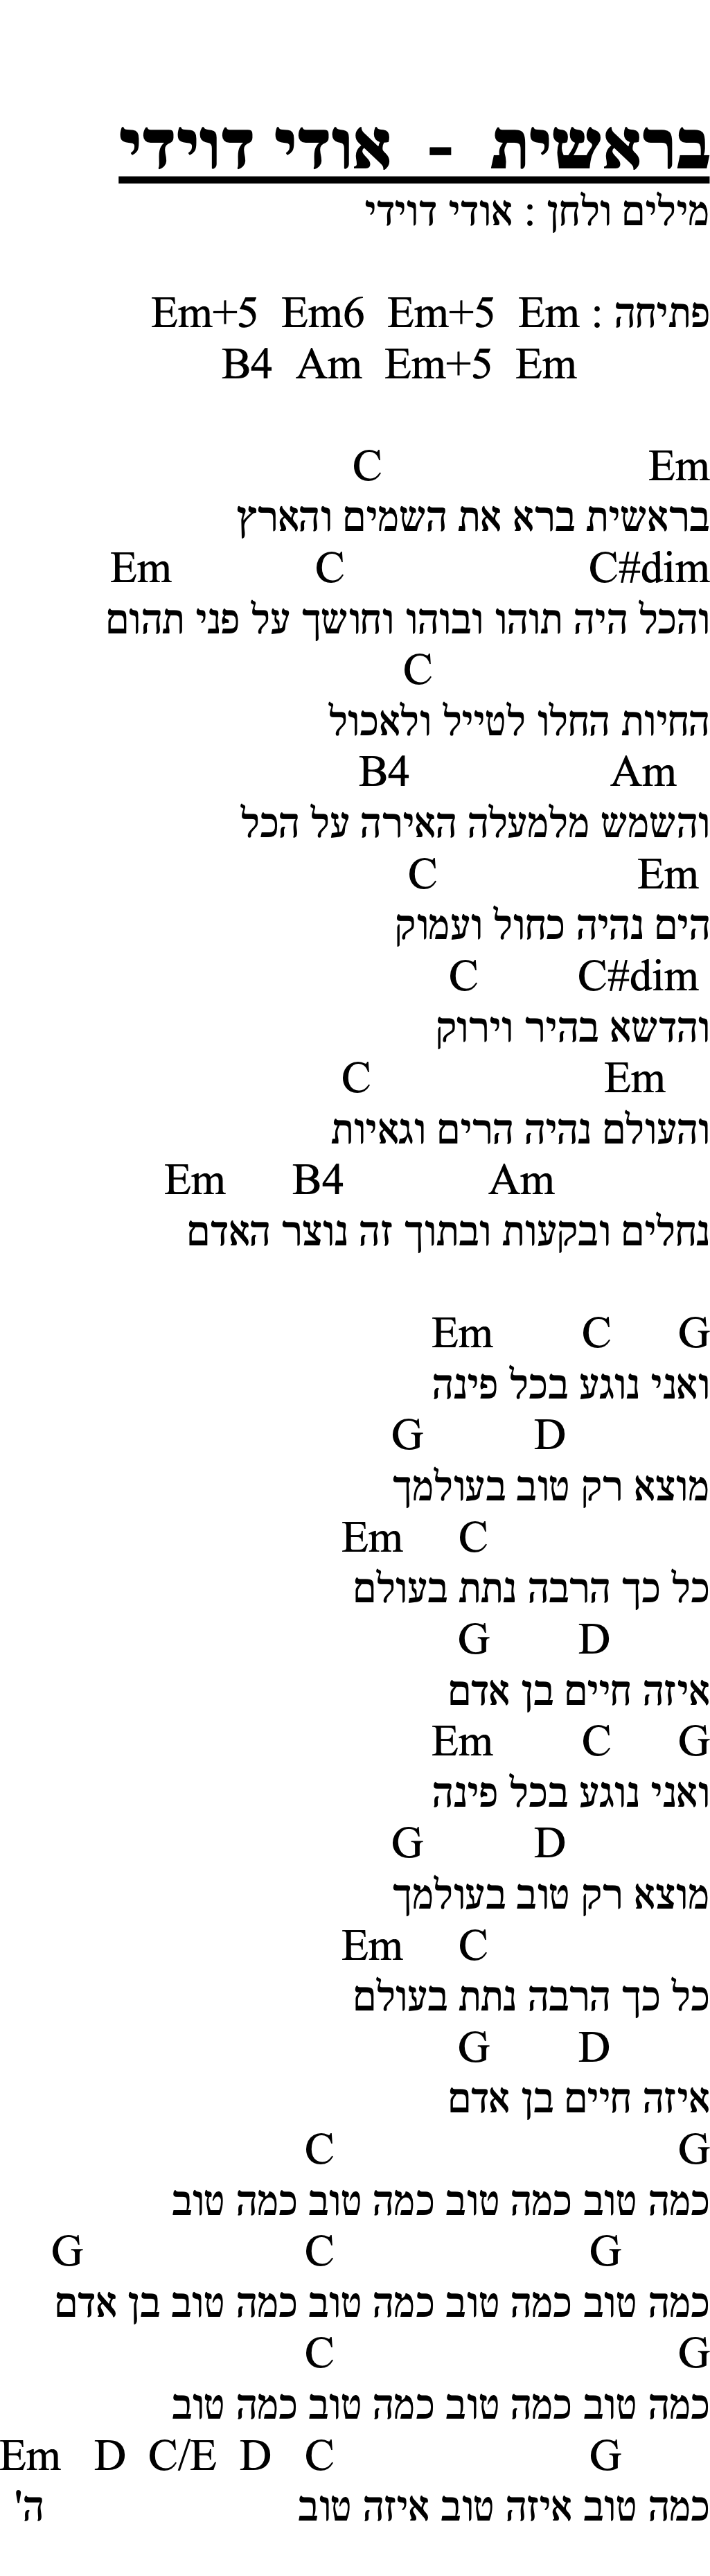 בראשית - אודי דוידי
מילים ולחן : אודי דוידי
פתיחה : Em Em+5 Em6 Em+5
Em Em+5 Am B4
Em C
בראשית ברא את השמים והארץ
C#dim C Em
והכל היה תוהו ובוהו וחושך על פני תהום
C
החיות החלו לטייל ולאכול
Am B4
והשמש מלמעלה האירה על הכל
Em C
הים נהיה כחול ועמוק
C#dim C
והדשא בהיר וירוק
Em C
והעולם נהיה הרים וגאיות
Am B4 Em
נחלים ובקעות ובתוך זה נוצר האדם
G C Em
ואני נוגע בכל פינה
D G
מוצא רק טוב בעולמך
C Em
כל כך הרבה נתת בעולם
D G
איזה חיים בן אדם
G C Em
ואני נוגע בכל פינה
D G
מוצא רק טוב בעולמך
C Em
כל כך הרבה נתת בעולם
D G
איזה חיים בן אדם
G C
כמה טוב כמה טוב כמה טוב כמה טוב
G C G
כמה טוב כמה טוב כמה טוב כמה טוב בן אדם
G C
כמה טוב כמה טוב כמה טוב כמה טוב
G C D C/E D Em
כמה טוב איזה טוב איזה טוב ה'